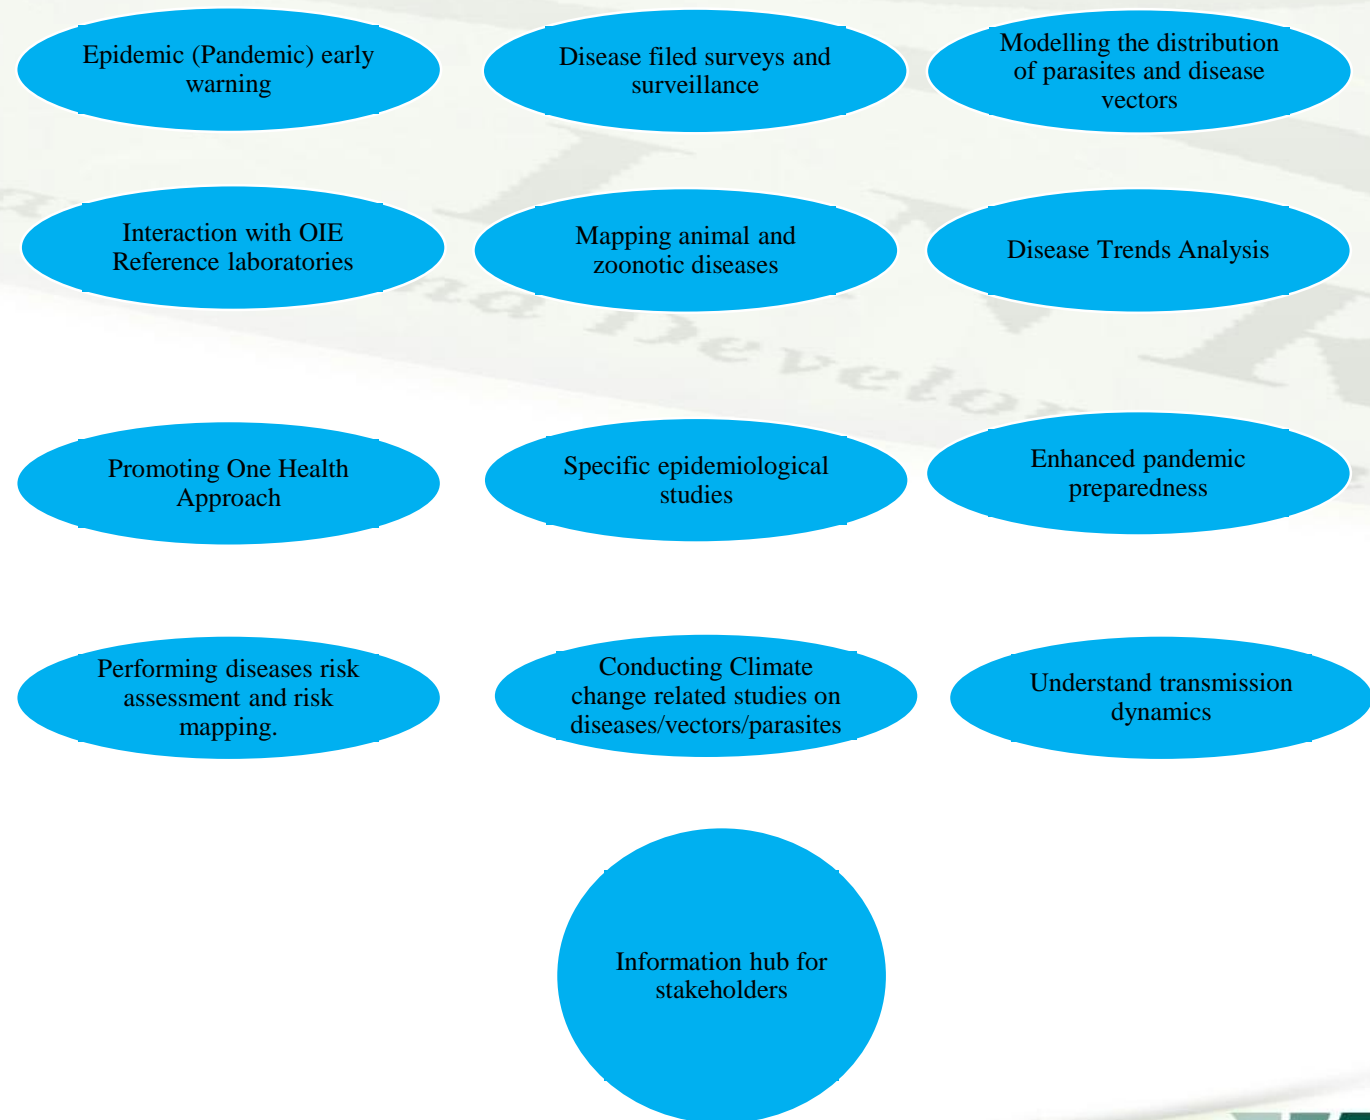 Epidemic (Pandemic) early
warning
Disease filed surveys and
surveillance
Modelling the distribution
of parasites and disease
vectors
Interaction with OIE
Reference laboratories
Mapping animal and
zoonotic diseases
Disease Trends Analysis
Promoting One Health
Approach
Specific epidemiological
studies
Enhanced pandemic
preparedness
Performing diseases risk
assessment and risk
mapping.
Conducting Climate
change related studies on
diseases/vectors/parasites
Understand transmission
dynamics
Information hub for
stakeholders